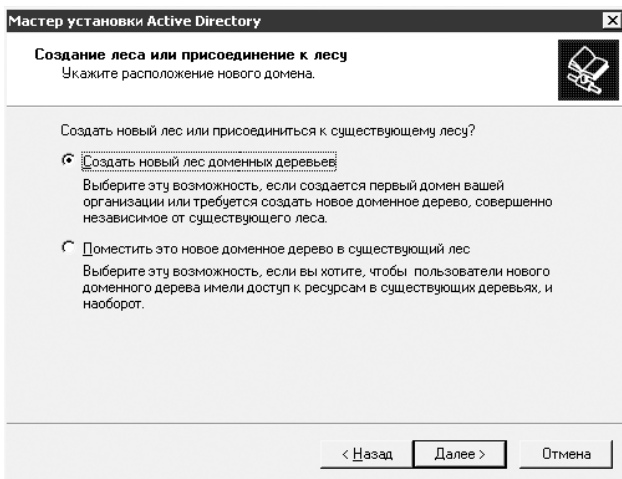 Мастер установки Active Directory
Создание леса или присоединение к лесу
Укажите расположение нового домена.
Создать новый лес или присоединиться к существующему лесу?
Создать новый лес доменных деревьев
Выберите эту возможность, если создается первый домен вашей
организации или требуется создать новое доменное дерево, совершенно
независимое от существующего леса.
Поместить это новое доменное дерево в существующий лес
Выберите эту возможность, если вы хотите, чтобы пользователи нового
доменного дерева имели доступ к ресурсам в существующих деревьях, и
наоборот.
< Назад
Далее >
Отмена